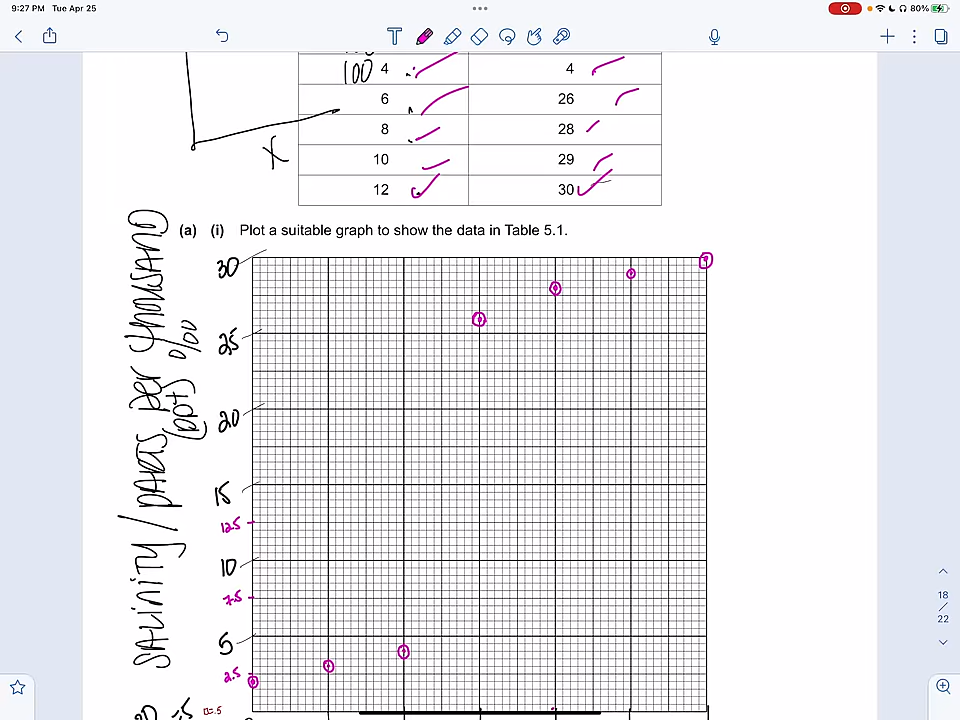 9:27 PM Tue Apr 25
80%
100 4 4
6 26
8 28
10 29
12 30
X
(a) (i) Plot a suitable graph to show the data in Table 5.1.
SALINITY / PARTS PER THOUSAND
(ppt) ‰
30
25
20
15
12.5
10
7.5
5
2.5
18
/
22